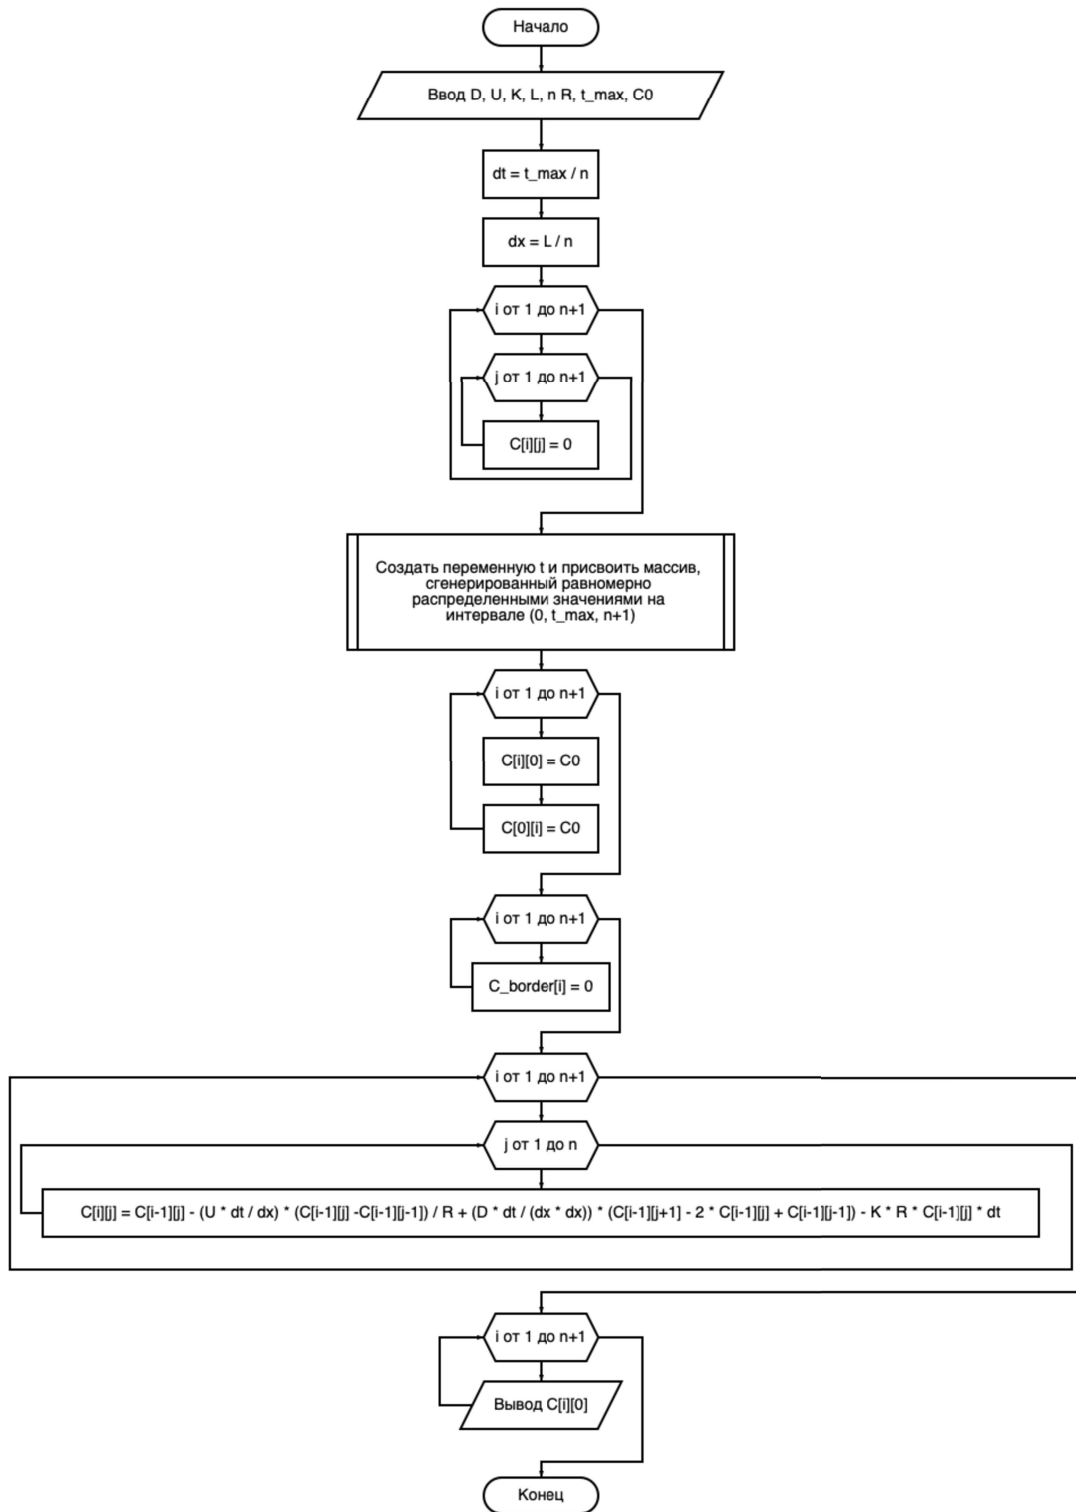 Начало
Ввод D, U, K, L, n R, t_max, C0
dt = t_max / n
dx = L / n
i от 1 до n+1
j от 1 до n+1
C[i][j] = 0
Создать переменную t и присвоить массив,
сгенерированный равномерно
распределенными значениями на
интервале (0, t_max, n+1)
i от 1 до n+1
C[i][0] = C0
C[0][i] = C0
i от 1 до n+1
C_border[i] = 0
i от 1 до n+1
j от 1 до n
C[i][j] = C[i-1][j] - (U * dt / dx) * (C[i-1][j] -C[i-1][j-1]) / R + (D * dt / (dx * dx)) * (C[i-1][j+1] - 2 * C[i-1][j] + C[i-1][j-1]) - K * R * C[i-1][j] * dt
i от 1 до n+1
Вывод C[i][0]
Конец